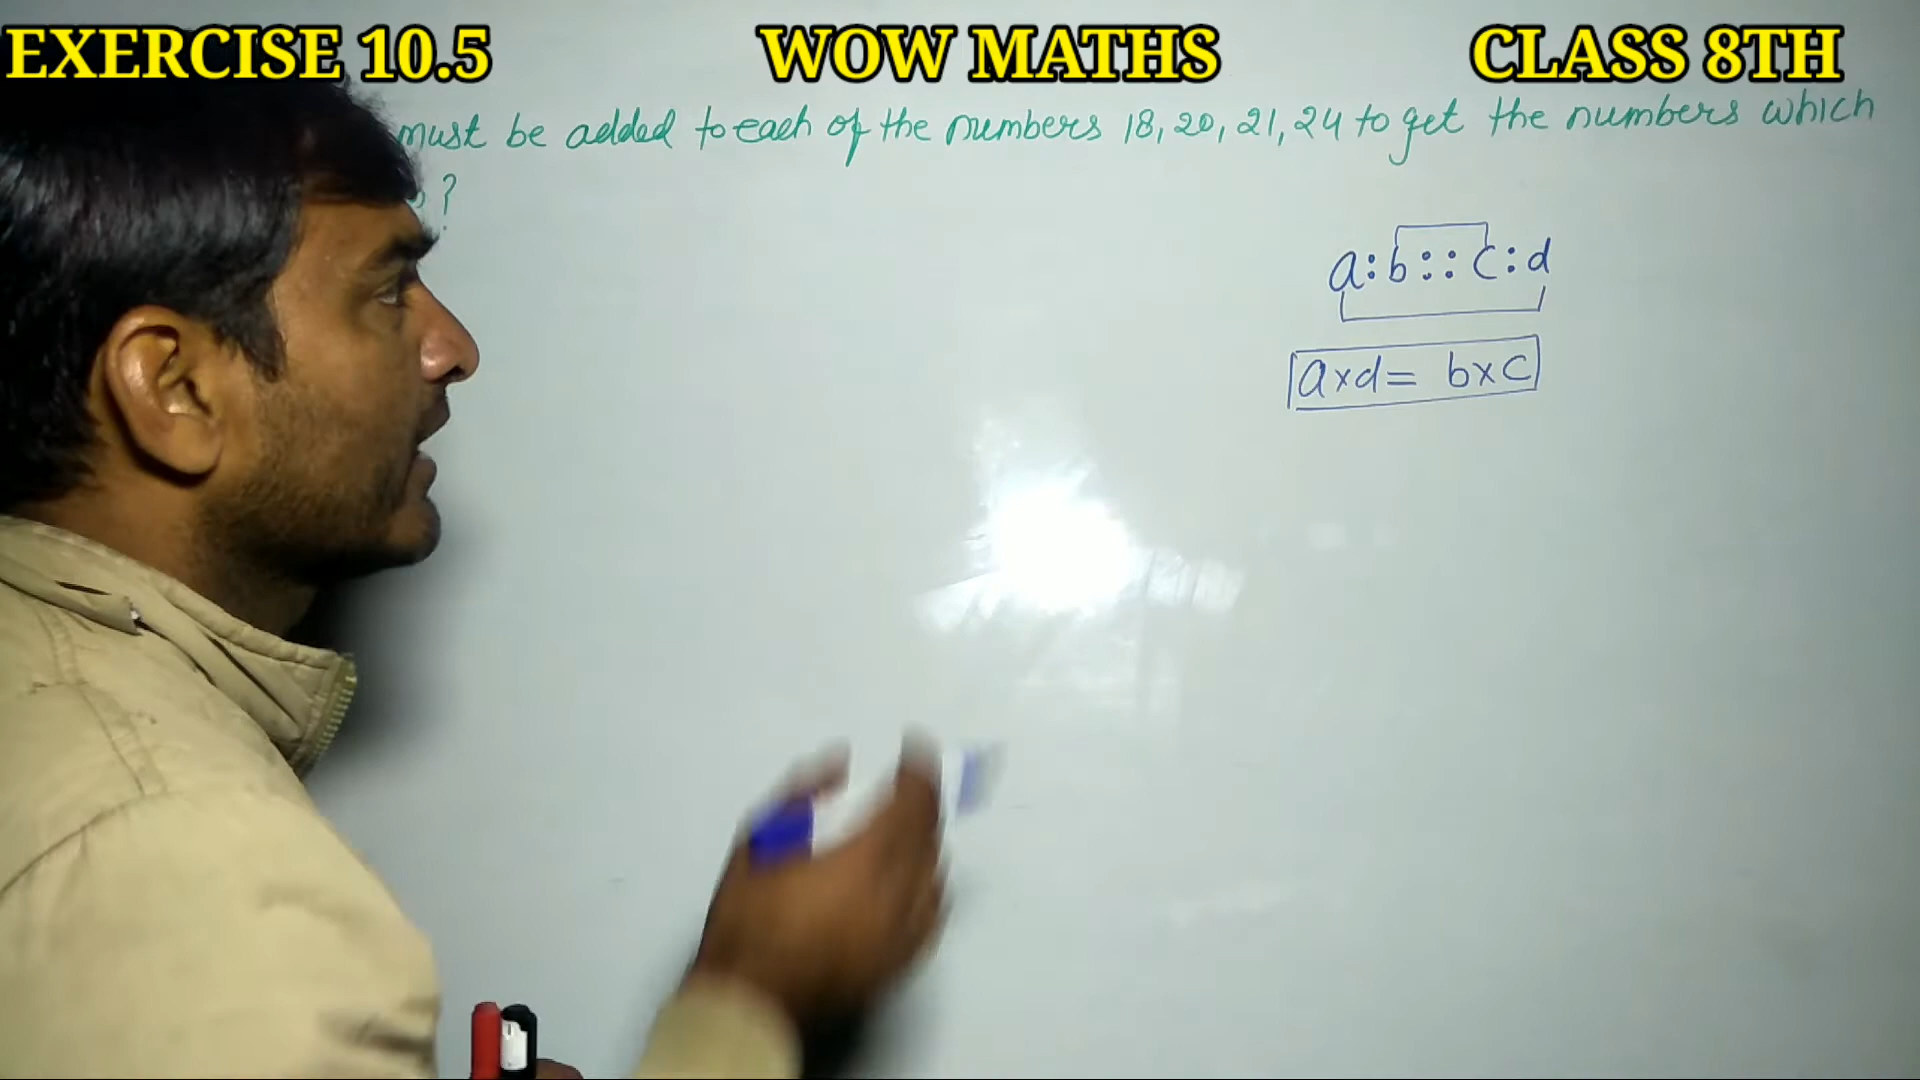 EXERCISE 10.5 WOW MATHS CLASS 8TH
must be added to each of the numbers 18, 20, 21, 24 to get the numbers which
?
a:b::c:d
a×d= b×c